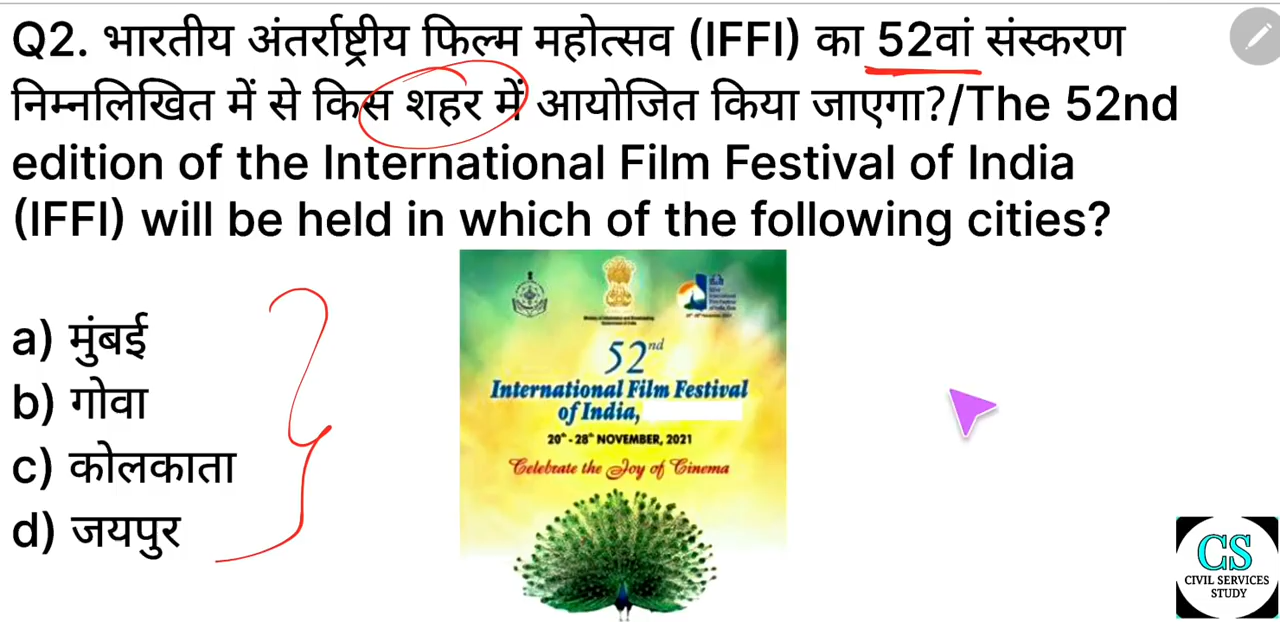 Q2. भारतीय अंतर्राष्ट्रीय फिल्म महोत्सव (IFFI) का 52वां संस्करण
निम्नलिखित में से किस शहर में आयोजित किया जाएगा?/The 52nd
edition of the International Film Festival of India
(IFFI) will be held in which of the following cities?
a) मुंबई
b) गोवा
c) कोलकाता
d) जयपुर
52nd
International Film Festival
of India,
20th - 28th NOVEMBER, 2021
Celebrate the Joy of Cinema
CS
CIVIL SERVICES
STUDY